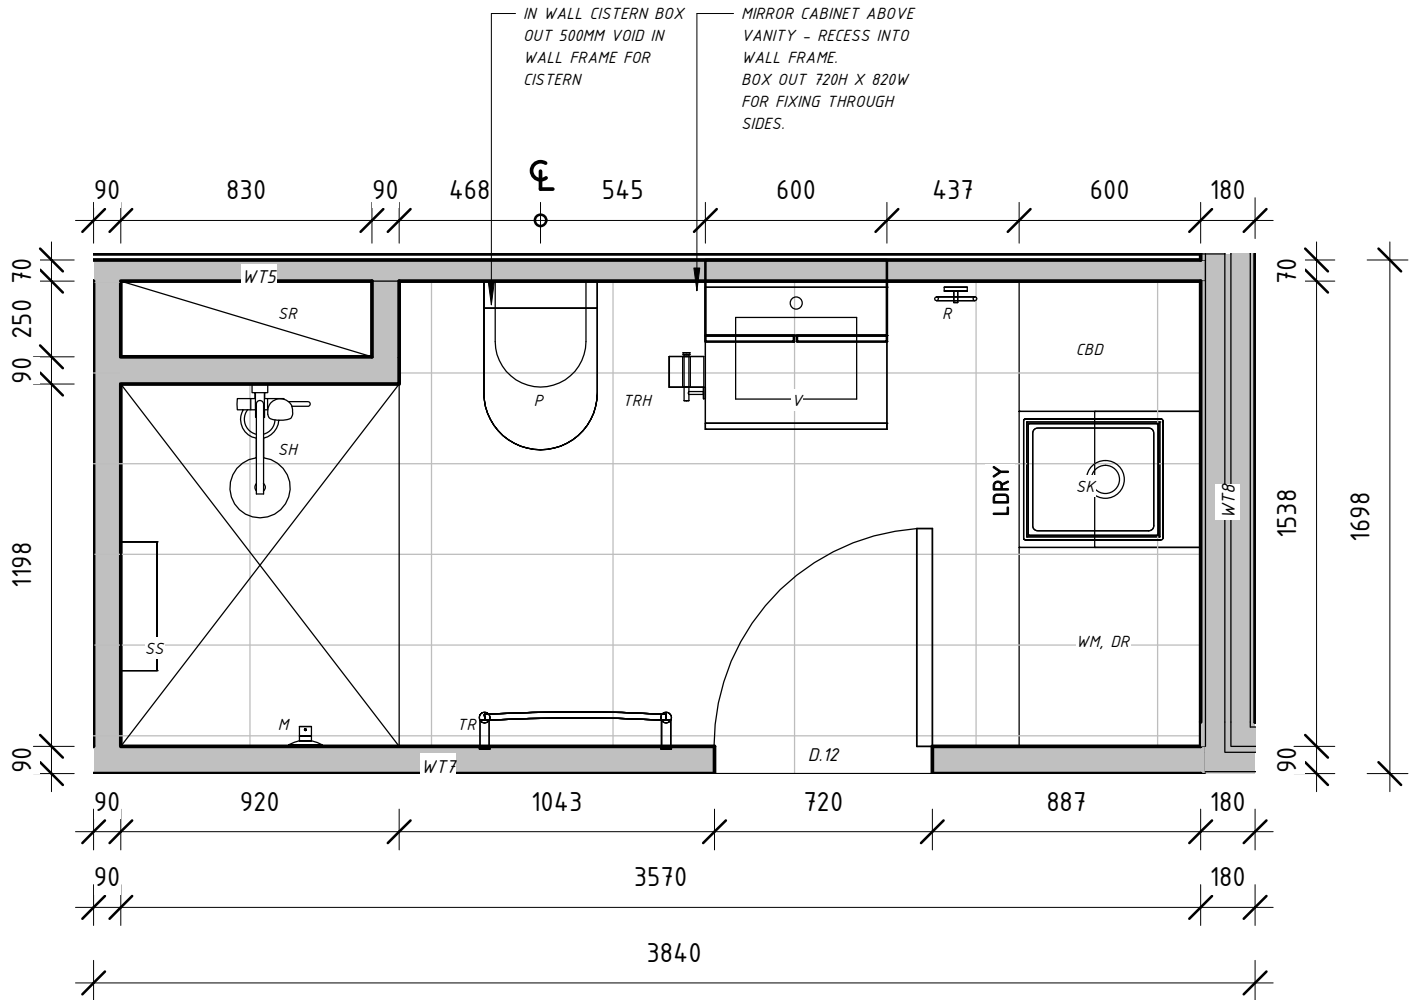 IN WALL CISTERN BOX
OUT 500MM VOID IN
WALL FRAME FOR
CISTERN
MIRROR CABINET ABOVE
VANITY - RECESS INTO
WALL FRAME.
BOX OUT 720H X 820W
FOR FIXING THROUGH
SIDES.
℄
90 830 90 468 545 600 437 600 180
70
250
90
1198
90
WT5
SR
SH
SS
M
P
TRH
V
R
CBD
LDRY
SK
WM, DR
TR
WT7
D.12
WT8
70
1538
90
1698
90 920 1043 720 887 180
90 3570 180
3840